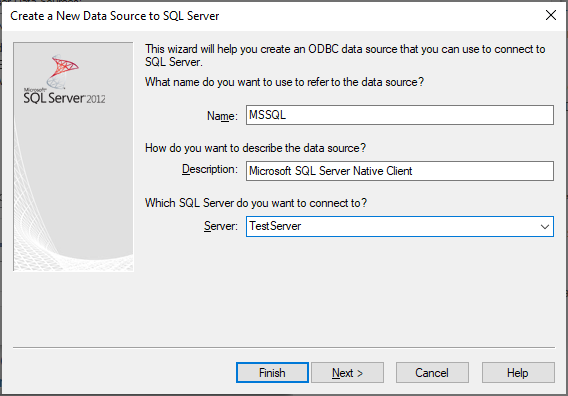 Create a New Data Source to SQL Server
This wizard will help you create an ODBC data source that you can use to connect to
SQL Server.
What name do you want to use to refer to the data source?
Microsoft
SQL Server 2012
Name:
MSSQL
How do you want to describe the data source?
Description:
Microsoft SQL Server Native Client
Which SQL Server do you want to connect to?
Server:
TestServer
Finish
Next >
Cancel
Help